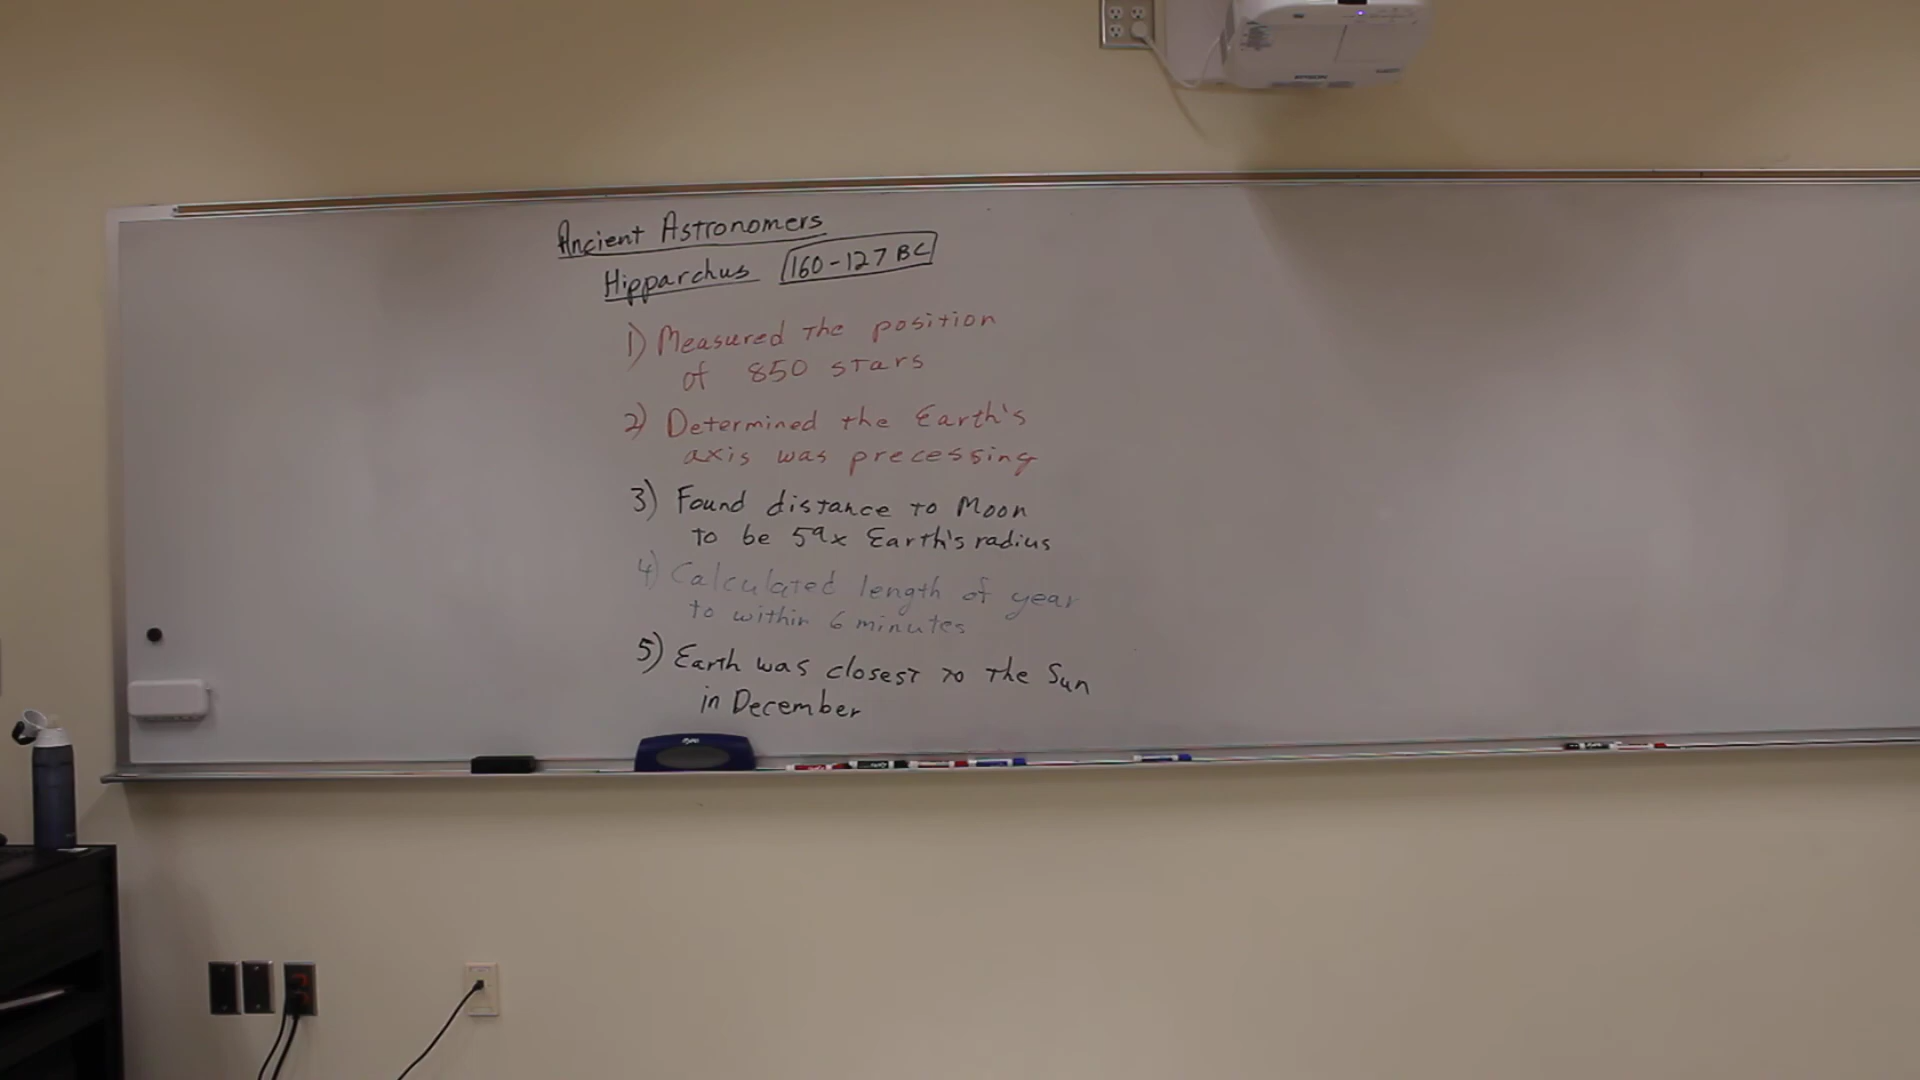 Ancient Astronomers
Hipparchus 160-127 BC
1) Measured the position
of 850 stars
2) Determined the Earth's
axis was precessing
3) Found distance to Moon
to be 59x Earth's radius
4) Calculated length of year
to within 6 minutes
5) Earth was closest to the Sun
in December
EPSON